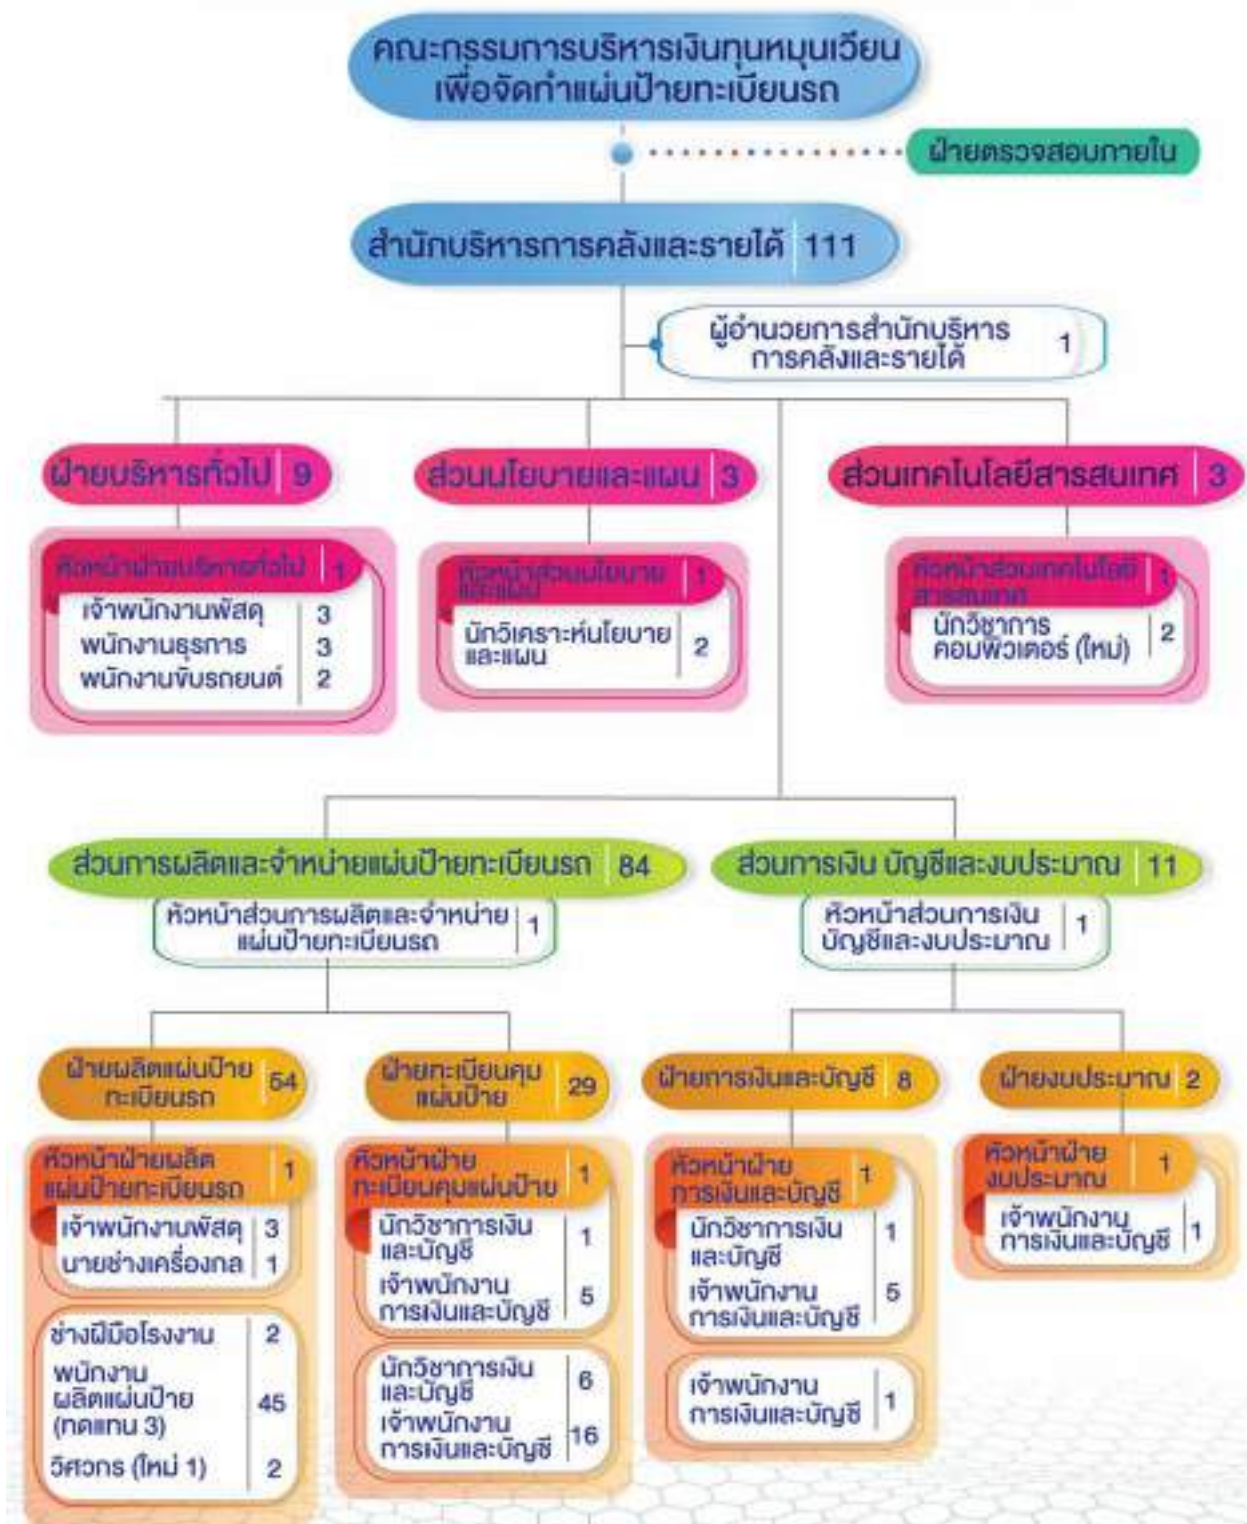 คณะกรรมการบริหารเงินทุนหมุนเวียน
เพื่อจัดทำแผ่นป้ายทะเบียนรถ
ฝ่ายตรวจสอบภายใน
สำนักบริหารการคลังและรายได้ 111
ผู้อำนวยการสำนักบริหาร
การคลังและรายได้ 1
ฝ่ายบริหารทั่วไป 9
หัวหน้าฝ่ายบริหารทั่วไป 1
เจ้าพนักงานพัสดุ 3
พนักงานธุรการ 3
พนักงานขับรถยนต์ 2
ส่วนนโยบายและแผน 3
หัวหน้าส่วนนโยบาย
และแผน 1
นักวิเคราะห์นโยบาย
และแผน 2
ส่วนเทคโนโลยีสารสนเทศ 3
หัวหน้าส่วนเทคโนโลยี
สารสนเทศ 1
นักวิชาการ
คอมพิวเตอร์ (ใหม่) 2
ส่วนการผลิตและจำหน่ายแผ่นป้ายทะเบียนรถ 84
หัวหน้าส่วนการผลิตและจำหน่าย
แผ่นป้ายทะเบียนรถ 1
ส่วนการเงิน บัญชีและงบประมาณ 11
หัวหน้าส่วนการเงิน
บัญชีและงบประมาณ 1
ฝ่ายผลิตแผ่นป้าย
ทะเบียนรถ 54
หัวหน้าฝ่ายผลิต
แผ่นป้ายทะเบียนรถ 1
เจ้าพนักงานพัสดุ 3
นายช่างเครื่องกล 1
ช่างฝีมือโรงงาน 2
พนักงาน
ผลิตแผ่นป้าย 45
(ทดแทน 3)
วิศวกร (ใหม่ 1) 2
ฝ่ายทะเบียนคุม
แผ่นป้าย 29
หัวหน้าฝ่าย
ทะเบียนคุมแผ่นป้าย 1
นักวิชาการเงิน
และบัญชี 1
เจ้าพนักงาน
การเงินและบัญชี 5
นักวิชาการเงิน
และบัญชี 6
เจ้าพนักงาน
การเงินและบัญชี 16
ฝ่ายการเงินและบัญชี 8
หัวหน้าฝ่าย
การเงินและบัญชี 1
นักวิชาการเงิน
และบัญชี 1
เจ้าพนักงาน
การเงินและบัญชี 5
เจ้าพนักงาน
การเงินและบัญชี 1
ฝ่ายงบประมาณ 2
หัวหน้าฝ่าย
งบประมาณ 1
เจ้าพนักงาน
การเงินและบัญชี 1